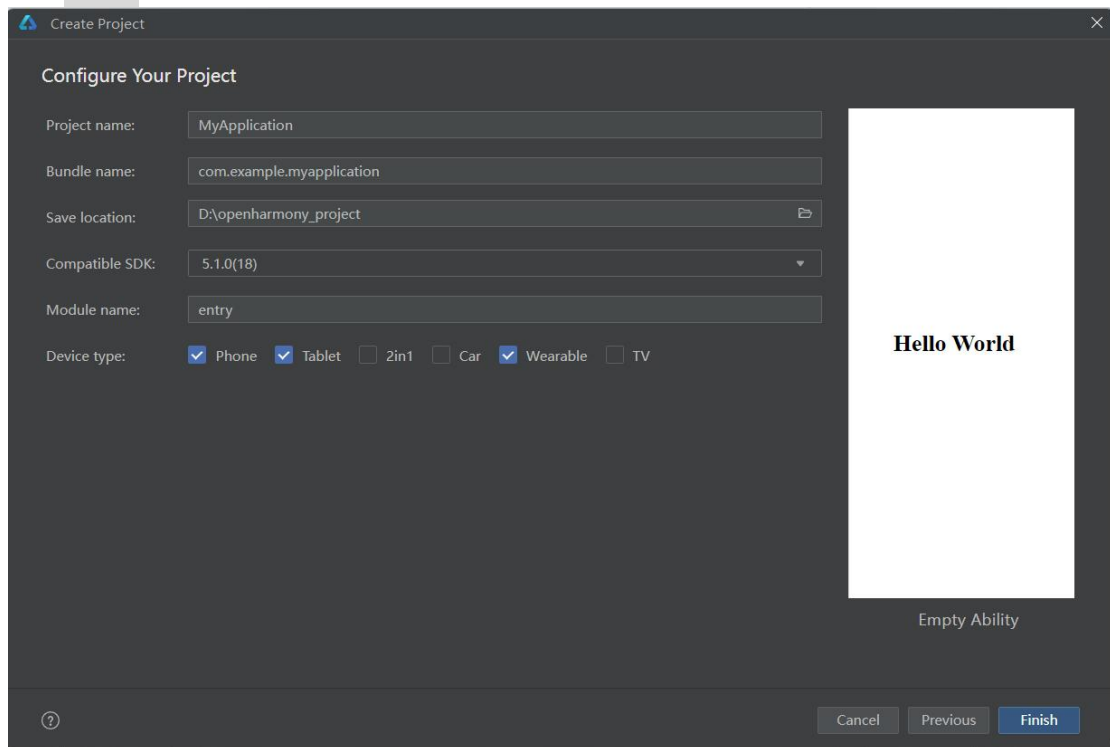 Create Project
Configure Your Project
Project name: MyApplication
Bundle name: com.example.myapplication
Save location: D:\openharmony_project
Compatible SDK: 5.1.0(18)
Module name: entry
Device type: Phone Tablet 2in1 Car Wearable TV
Hello World
Empty Ability
? Cancel Previous Finish